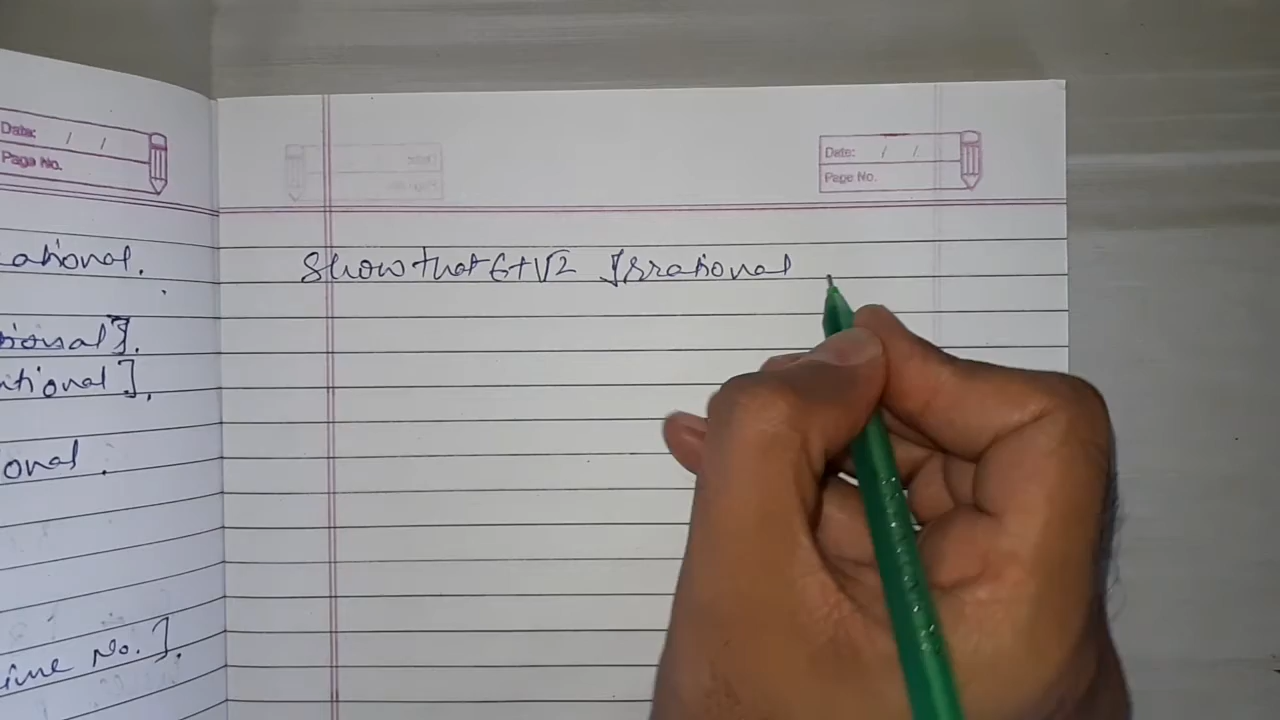 Date: / /
Page No.
ational.
ional].
tional].
onal.
ime No.].
Date: / /
Page No.
Show that 6+√2 Irrational